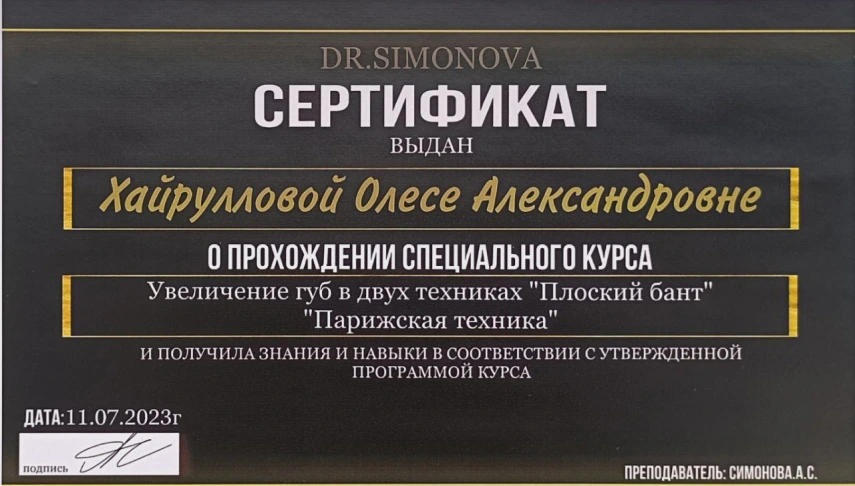 DR.SIMONOVA
СЕРТИФИКАТ
ВЫДАН
Хайрулловой Олесе Александровне
О ПРОХОЖДЕНИИ СПЕЦИАЛЬНОГО КУРСА
Увеличение губ в двух техниках "Плоский бант"
"Парижская техника"
И ПОЛУЧИЛА ЗНАНИЯ И НАВЫКИ В СООТВЕТСТВИИ С УТВЕРЖДЕННОЙ
ПРОГРАММОЙ КУРСА
ДАТА:11.07.2023г
подпись
ПРЕПОДАВАТЕЛЬ: СИМОНОВА.А.С.